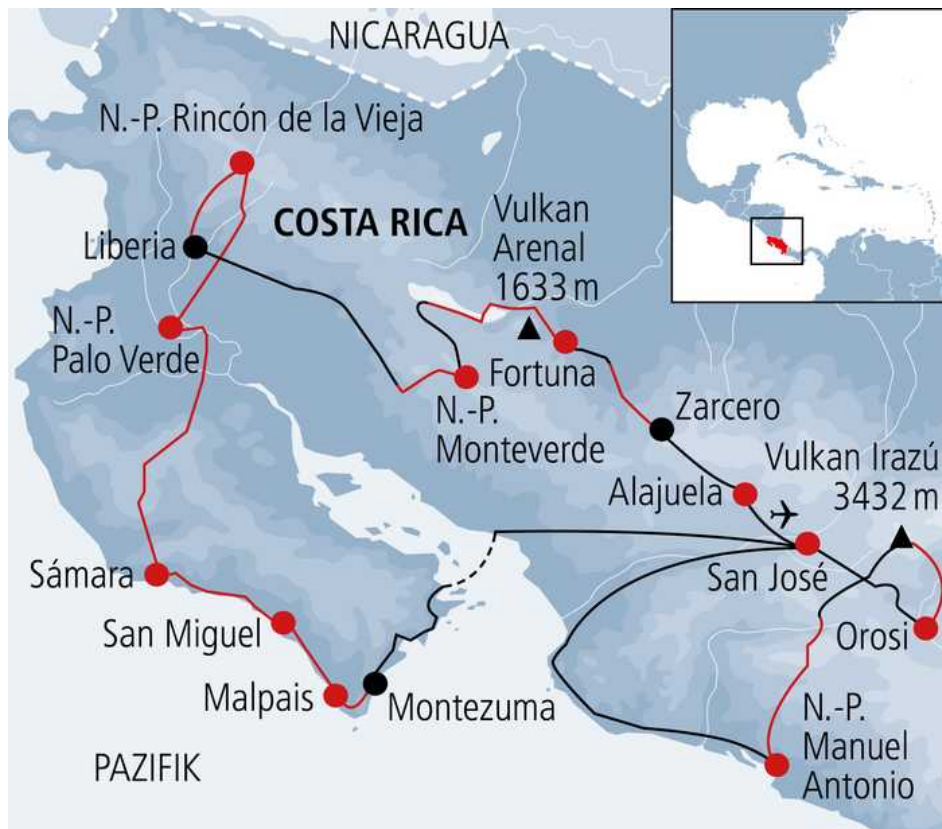 NICARAGUA
N.-P. Rincón de la Vieja
COSTA RICA
Vulkan
Arenal
1633 m
Liberia
N.-P.
Palo Verde
Fortuna
N.-P.
Monteverde
Zarcero
Vulkan Irazú
3432 m
Alajuela
San José
Sámara
San Miguel
Orosi
Malpais
Montezuma
N.-P.
Manuel
Antonio
PAZIFIK